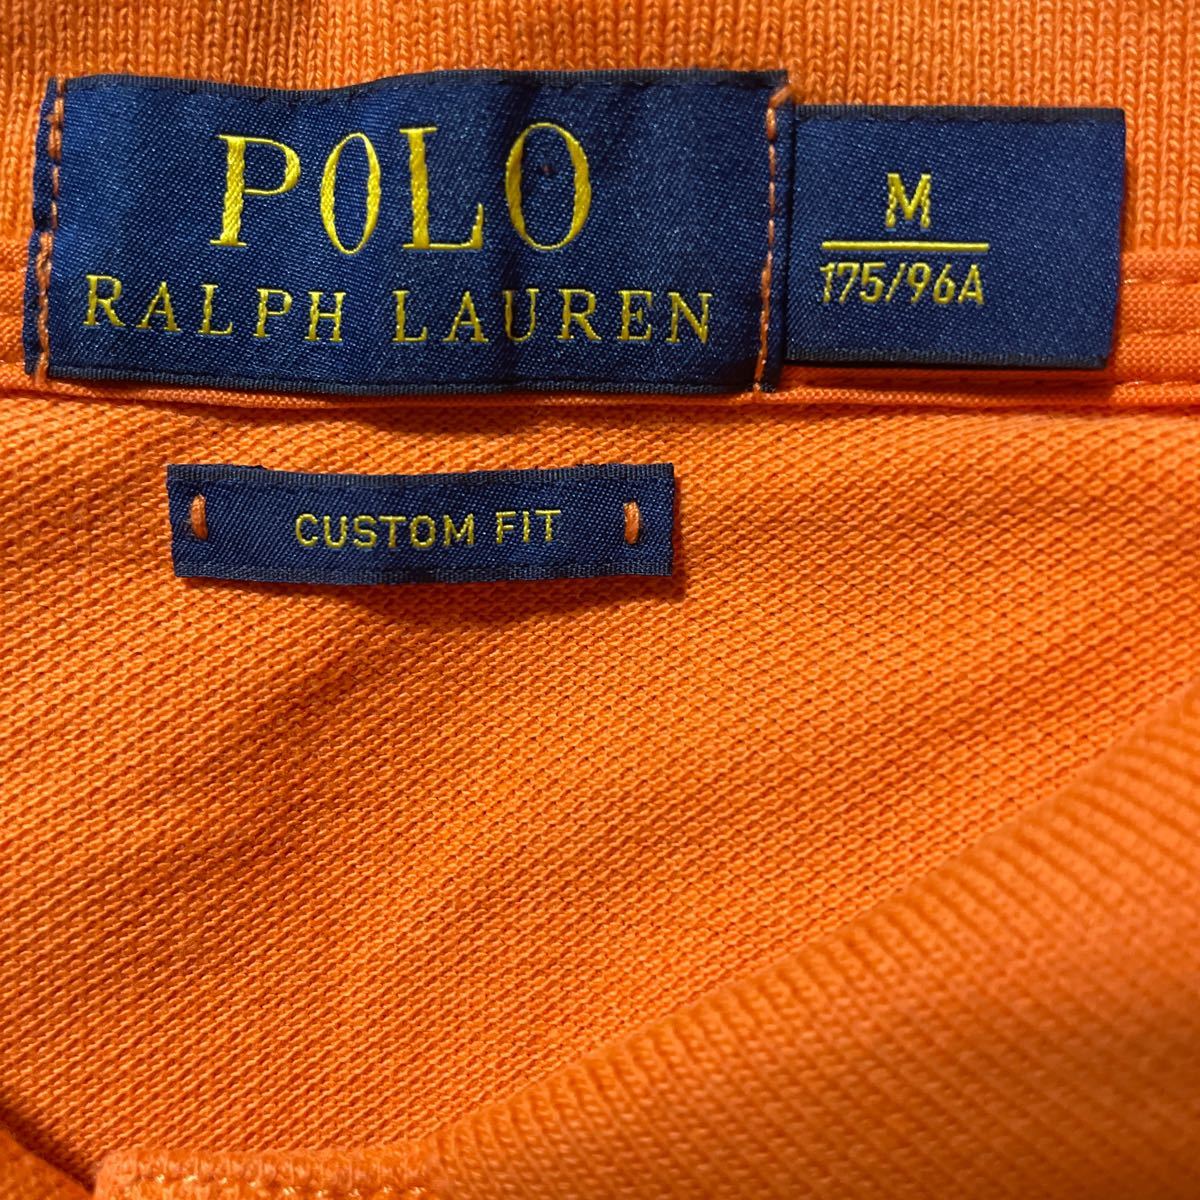 POLO
RALPH LAUREN
M
175/96A
CUSTOM FIT